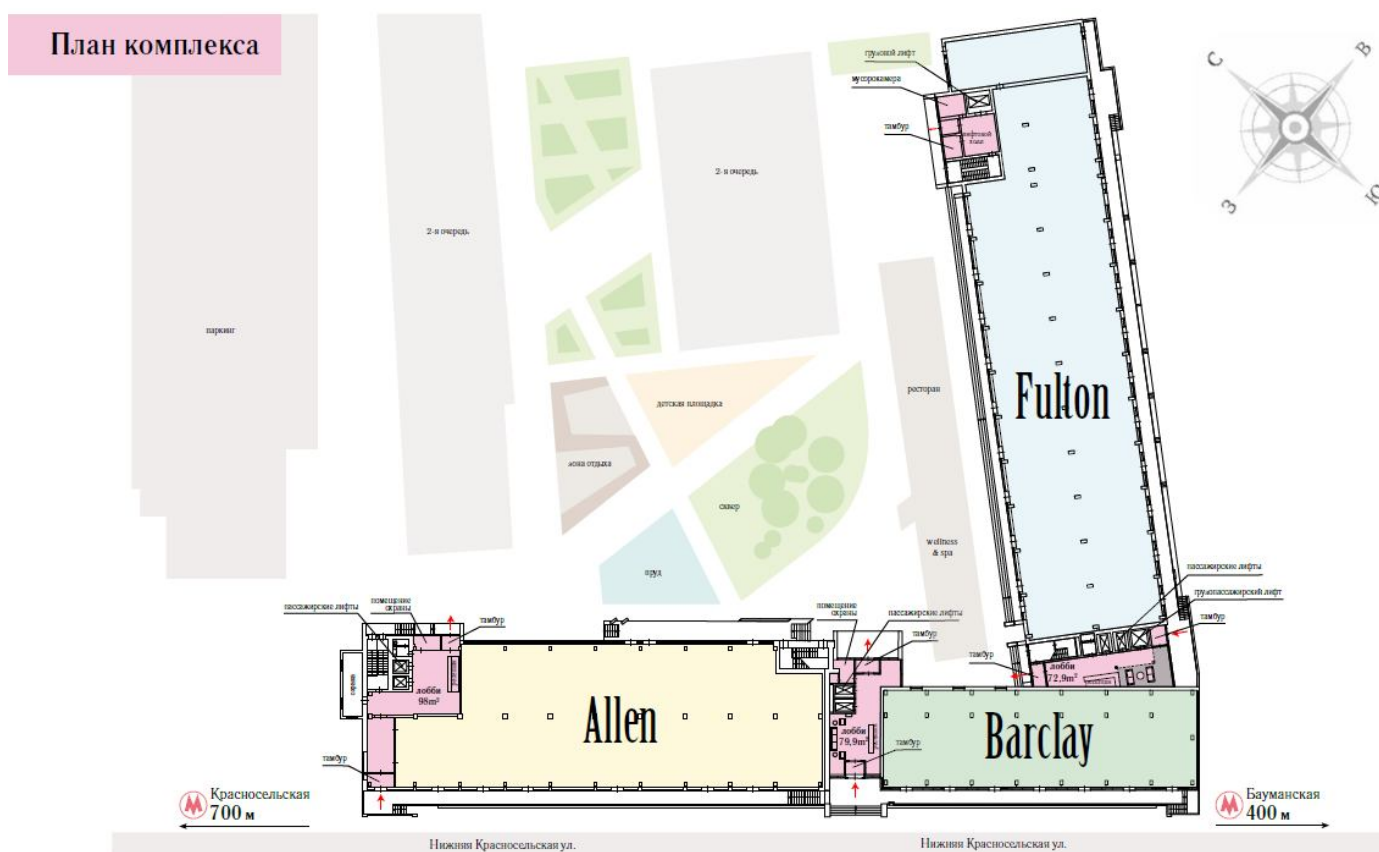 План комплекса
грузовой лифт
мусорокамера
тамбур
лифтовой
холл
С
В
З
Ю
2-я очередь
2-я очередь
паркинг
ресторан
Fulton
детская площадка
зона отдыха
сквер
wellness
& spa
пруд
пассажирские лифты
грузопассажирский лифт
тамбур
пассажирские лифты
помещение
охраны
тамбур
помещение
охраны
пассажирские лифты
тамбур
тамбур
лобби
72,9m²
охрана
лобби
98m²
Allen
лобби
79,9m²
тамбур
Barclay
тамбур
Красносельская
700 м
Бауманская
400 м
Нижняя Красносельская ул.
Нижняя Красносельская ул.